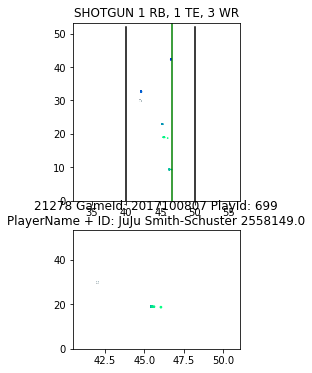 SHOTGUN 1 RB, 1 TE, 3 WR
50
40
30
20
10
0
35 40 45 50 55
21278 GameId: 2017100807 PlayId: 699
PlayerName + ID: JuJu Smith-Schuster 2558149.0
40
20
0
42.5 45.0 47.5 50.0